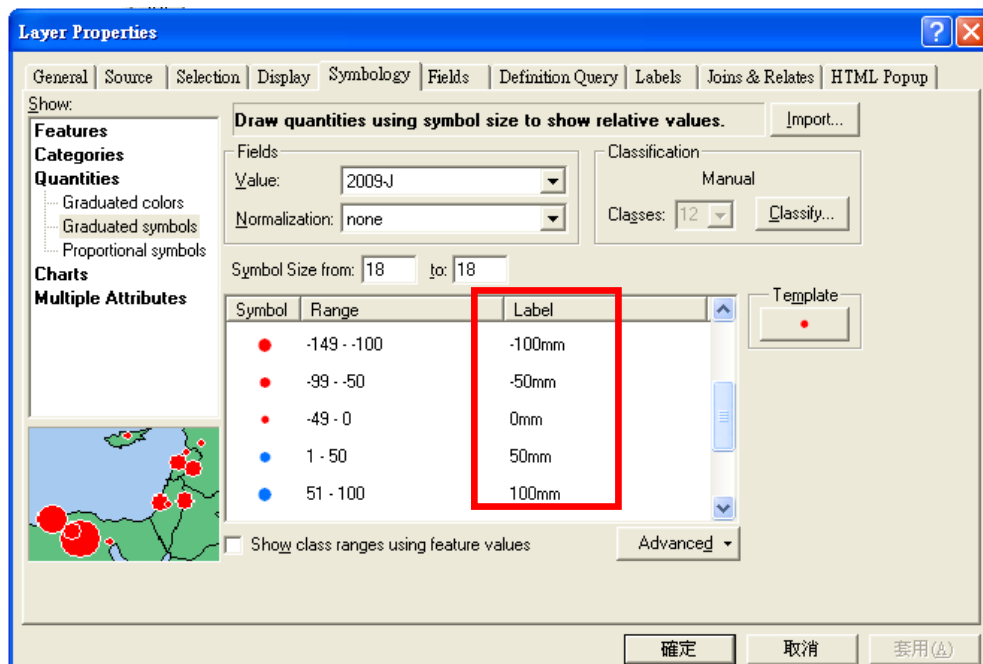 Layer Properties
General Source Selection Display Symbology Fields Definition Query Labels Joins & Relates HTML Popup
Show:
Features
Categories
Quantities
Graduated colors
Graduated symbols
Proportional symbols
Charts
Multiple Attributes
Draw quantities using symbol size to show relative values.
Import...
Fields
Value: 2009-J
Normalization: none
Classification
Manual
Classes: 12 Classify...
Symbol Size from: 18 to: 18
Symbol Range Label
-149 - -100 -100mm
-99 - -50 -50mm
-49 - 0 0mm
1 - 50 50mm
51 - 100 100mm
Template
Show class ranges using feature values
Advanced
確定 取消 套用(A)